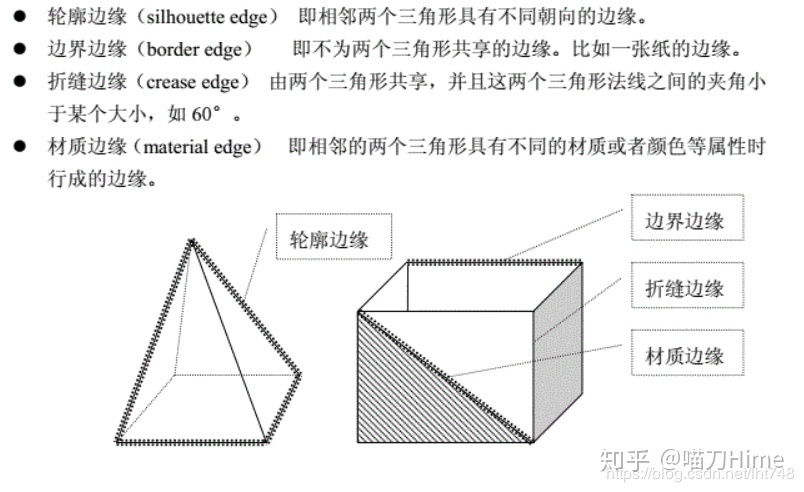 ● 轮廓边缘（silhouette edge） 即相邻两个三角形具有不同朝向的边缘。
● 边界边缘（border edge） 即不为两个三角形共享的边缘。比如一张纸的边缘。
● 折缝边缘（crease edge） 由两个三角形共享，并且这两个三角形法线之间的夹角小
于某个大小，如 60°。
● 材质边缘（material edge） 即相邻的两个三角形具有不同的材质或者颜色等属性时
行成的边缘。
轮廓边缘
边界边缘
折缝边缘
材质边缘
知乎 @喵刀Hime
https://blog.csdn.net/lht748